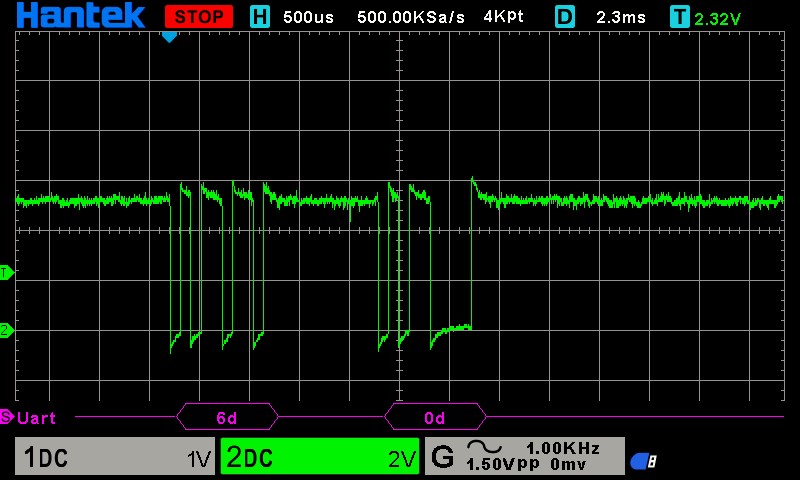 Hantek STOP H 500us 500.00KSa/s 4Kpt D 2.3ms T 2.32V
T
2
S Uart 6d 0d
1DC 1V 2DC 2V G 1.00KHz
1.50Vpp 0mv 8